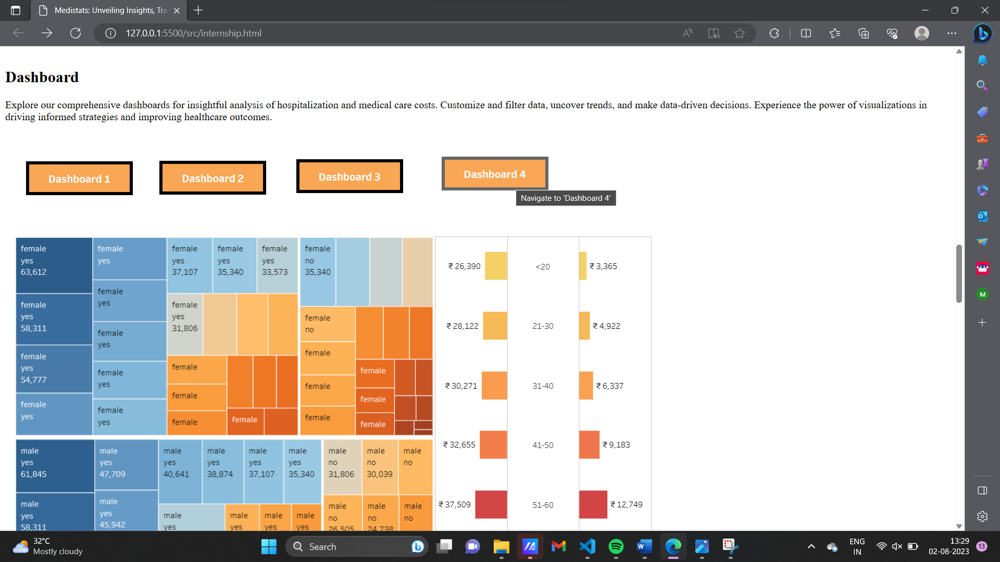 Medistats: Unveiling Insights, Tra
127.0.0.1:5500/src/internship.html
Dashboard
Explore our comprehensive dashboards for insightful analysis of hospitalization and medical care costs. Customize and filter data, uncover trends, and make data-driven decisions. Experience the power of visualizations in
driving informed strategies and improving healthcare outcomes.
Dashboard 1
Dashboard 2
Dashboard 3
Dashboard 4
Navigate to 'Dashboard 4'
female
yes
63,612
female
yes
58,311
female
yes
54,777
female
yes
female
yes
female
yes
female
yes
female
yes
female
yes
female
yes
37,107
female
yes
35,340
female
yes
33,573
female
yes
31,806
female
female
female
female
female
no
35,340
female
no
female
female
female
female
female
female
male
yes
61,845
male
yes
58,311
male
yes
47,709
male
yes
45,942
male
yes
40,641
male
yes
38,874
male
yes
37,107
male
yes
35,340
male
yes
male
yes
male
yes
male
yes
male
no
31,806
male
no
30,039
male
no
male
no
26,505
male
no
24,738
male
no
₹ 26,390 <20 ₹ 3,365
₹ 28,122 21-30 ₹ 4,922
₹ 30,271 31-40 ₹ 6,337
₹ 32,655 41-50 ₹ 9,183
₹ 37,509 51-60 ₹ 12,749
M
32°C
Mostly cloudy
Search
ENG
IN
13:29
02-08-2023
13